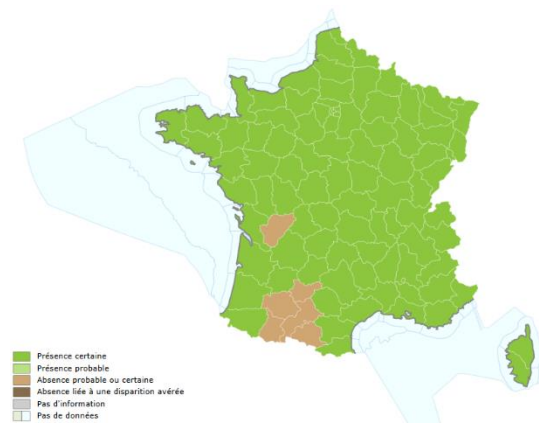 Présence certaine
Présence probable
Absence probable ou certaine
Absence liée à une disparition avérée
Pas d'information
Pas de données